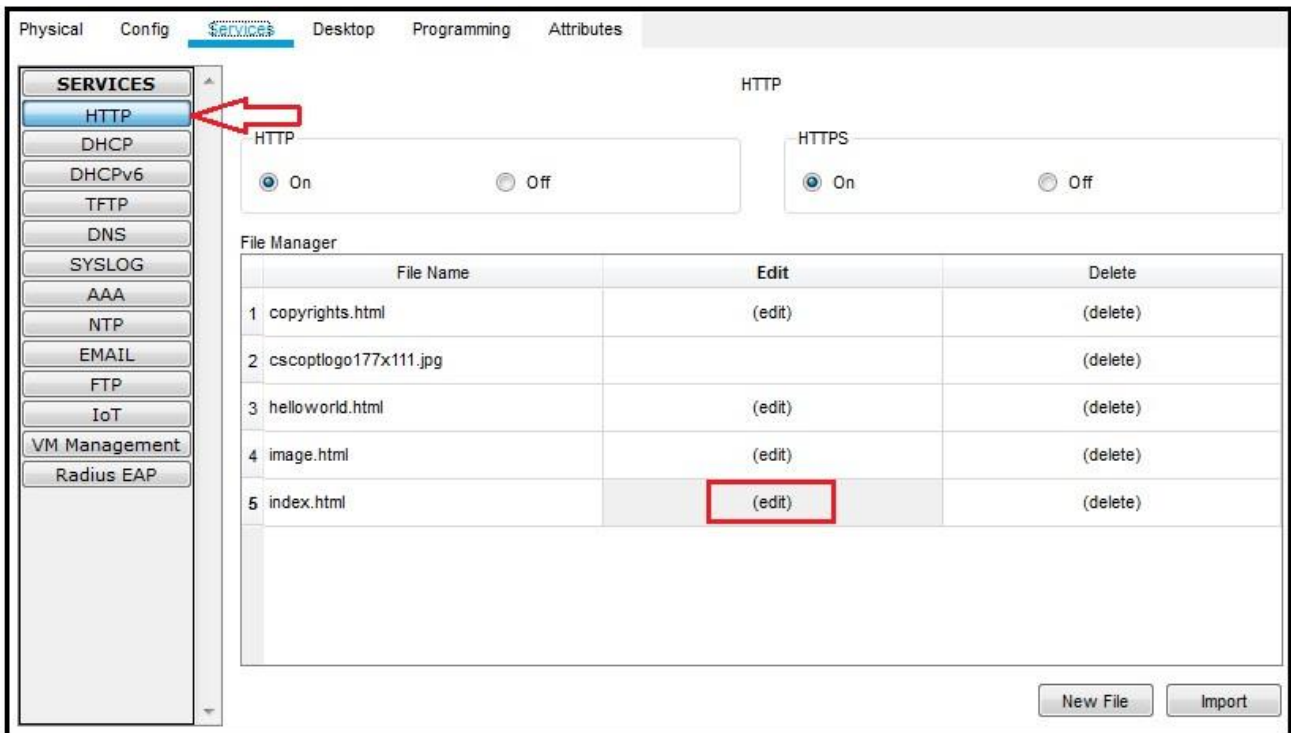 Physical Config Services Desktop Programming Attributes
SERVICES
HTTP
DHCP
DHCPv6
TFTP
DNS
SYSLOG
AAA
NTP
EMAIL
FTP
IoT
VM Management
Radius EAP
HTTP
HTTP
On Off
HTTPS
On Off
File Manager
File Name Edit Delete
1 copyrights.html (edit) (delete)
2 cscoptlogo177x111.jpg (delete)
3 helloworld.html (edit) (delete)
4 image.html (edit) (delete)
5 index.html (edit) (delete)
New File Import